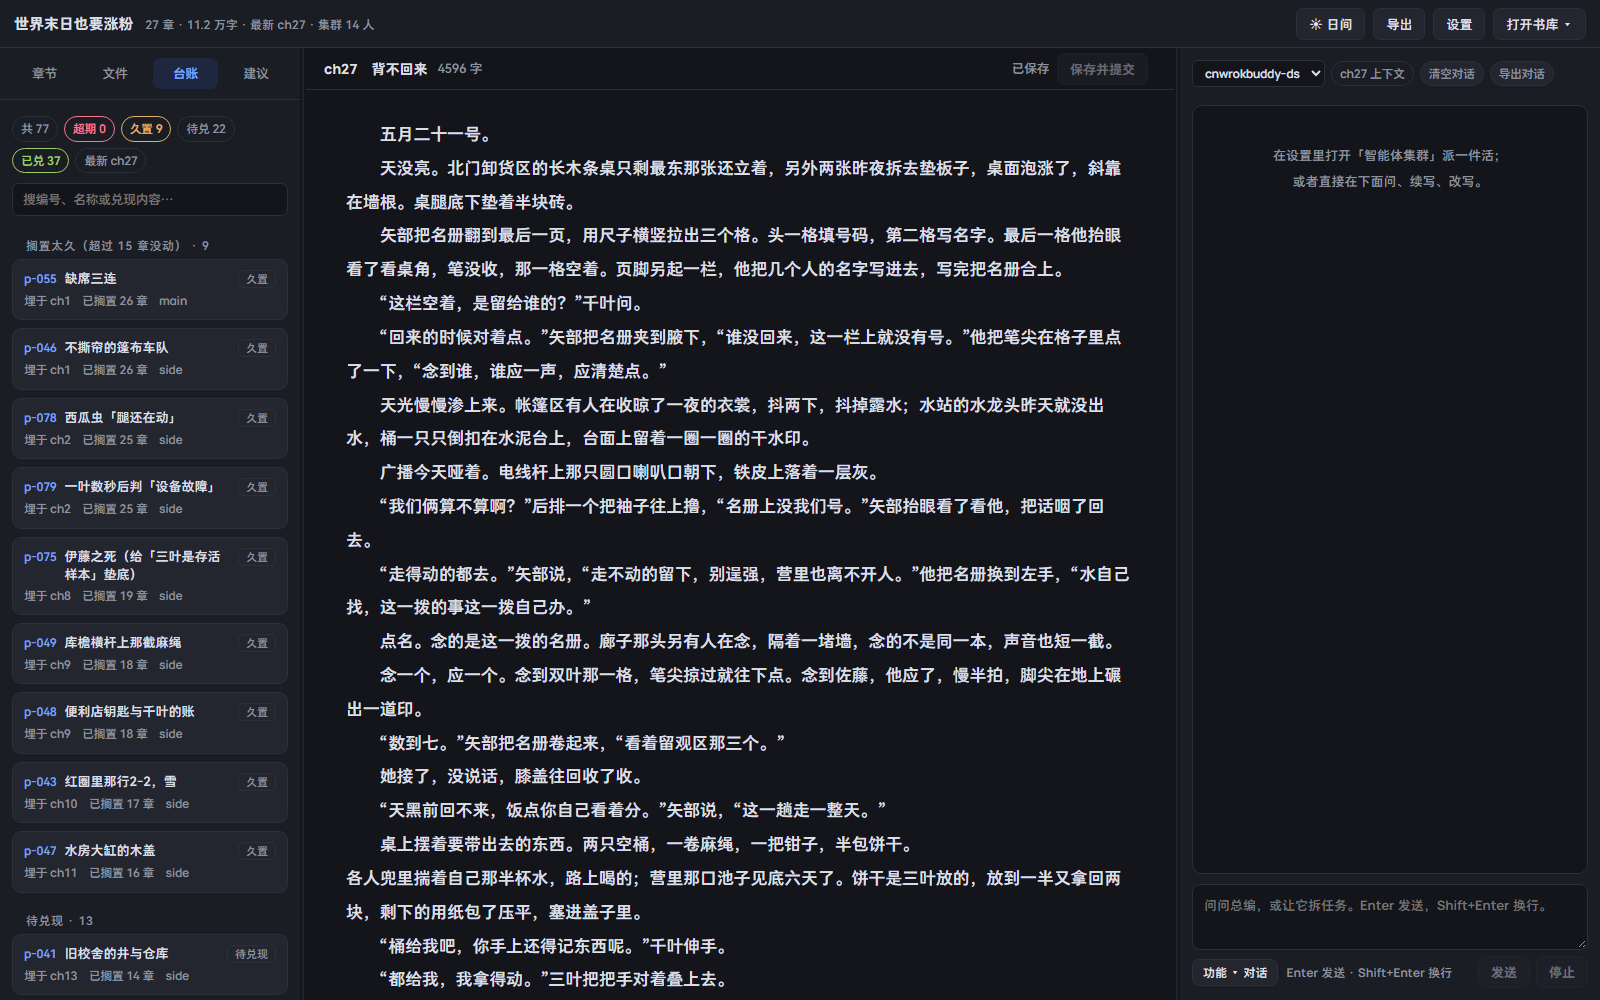 世界末日也要涨粉 27 章 · 11.2 万字 · 最新 ch27 · 集群 14 人
☀ 日间 导出 设置 打开书库
章节 文件 台账 建议
共 77 超期 0 久置 9 待兑 22
已兑 37 最新 ch27
搜编号、名称或兑现内容…
搁置太久（超过 15 章没动） · 9
p-055 缺席三连 久置
埋于 ch1 已搁置 26 章 main
p-046 不撕帘的篷布车队 久置
埋于 ch1 已搁置 26 章 side
p-078 西瓜虫「腿还在动」 久置
埋于 ch2 已搁置 25 章 side
p-079 一叶数秒后判「设备故障」 久置
埋于 ch2 已搁置 25 章 side
p-075 伊藤之死（给「三叶是存活 久置
样本」垫底）
埋于 ch8 已搁置 19 章 side
p-049 库檐横杆上那截麻绳 久置
埋于 ch9 已搁置 18 章 side
p-048 便利店钥匙与千叶的账 久置
埋于 ch9 已搁置 18 章 side
p-043 红圈里那行2-2，雪 久置
埋于 ch10 已搁置 17 章 side
p-047 水房大缸的木盖 久置
埋于 ch11 已搁置 16 章 side
待兑现 · 13
p-041 旧校舍的井与仓库 待兑现
埋于 ch13 已搁置 14 章 side
ch27 背不回来 4596 字 已保存 保存并提交
五月二十一号。
天没亮。北门卸货区的长木条桌只剩最东那张还立着，另外两张昨夜拆去垫板子，桌面泡涨了，斜靠
在墙根。桌腿底下垫着半块砖。
矢部把名册翻到最后一页，用尺子横竖拉出三个格。头一格填号码，第二格写名字。最后一格他抬眼
看了看桌角，笔没收，那一格空着。页脚另起一栏，他把几个人的名字写进去，写完把名册合上。
“这栏空着，是留给谁的？”千叶问。
“回来的时候对着点。”矢部把名册夹到腋下，“谁没回来，这一栏上就没有号。”他把笔尖在格子里点
了一下，“念到谁，谁应一声，应清楚点。”
天光慢慢渗上来。帐篷区有人在收晾了一夜的衣裳，抖两下，抖掉露水；水站的水龙头昨天就没出
水，桶一只只倒扣在水泥台上，台面上留着一圈一圈的干水印。
广播今天哑着。电线杆上那只圆口喇叭口朝下，铁皮上落着一层灰。
“我们俩算不算啊？”后排一个把袖子往上撸，“名册上没我们号。”矢部抬眼看了看他，把话咽了回
去。
“走得动的都去。”矢部说，“走不动的留下，别逞强，营里也离不开人。”他把名册换到左手，“水自己
找，这一拨的事这一拨自己办。”
点名。念的是这一拨的名册。廊子那头另有人在念，隔着一堵墙，念的不是同一本，声音也短一截。
念一个，应一个。念到双叶那一格，笔尖掠过就往下点。念到佐藤，他应了，慢半拍，脚尖在地上碾
出一道印。
“数到七。”矢部把名册卷起来，“看着留观区那三个。”
她接了，没说话，膝盖往回收了收。
“天黑前回不来，饭点你自己看着分。”矢部说，“这一趟走一整天。”
桌上摆着要带出去的东西。两只空桶，一卷麻绳，一把钳子，半包饼干。
各人兜里揣着自己那半杯水，路上喝的；营里那口池子见底六天了。饼干是三叶放的，放到一半又拿回两
块，剩下的用纸包了压平，塞进盖子里。
“桶给我吧，你手上还得记东西呢。”千叶伸手。
“都给我，我拿得动。”三叶把把手对着叠上去。
cnwrokbuddy-ds ch27 上下文 清空对话 导出对话
在设置里打开「智能体集群」派一件活；
或者直接在下面问、续写、改写。
问问总编，或让它拆任务。Enter 发送，Shift+Enter 换行。
功能 · 对话 Enter 发送 · Shift+Enter 换行 发送 停止